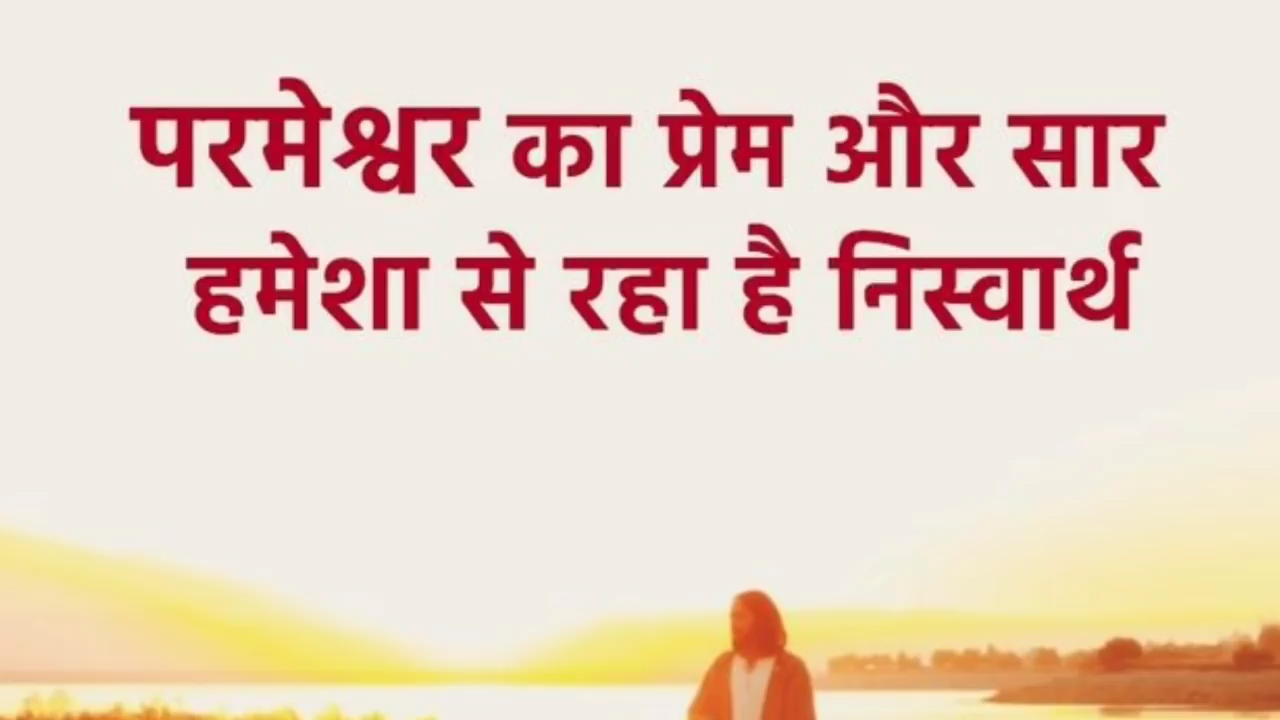 परमेश्वर का प्रेम और सार
हमेशा से रहा है निस्वार्थ